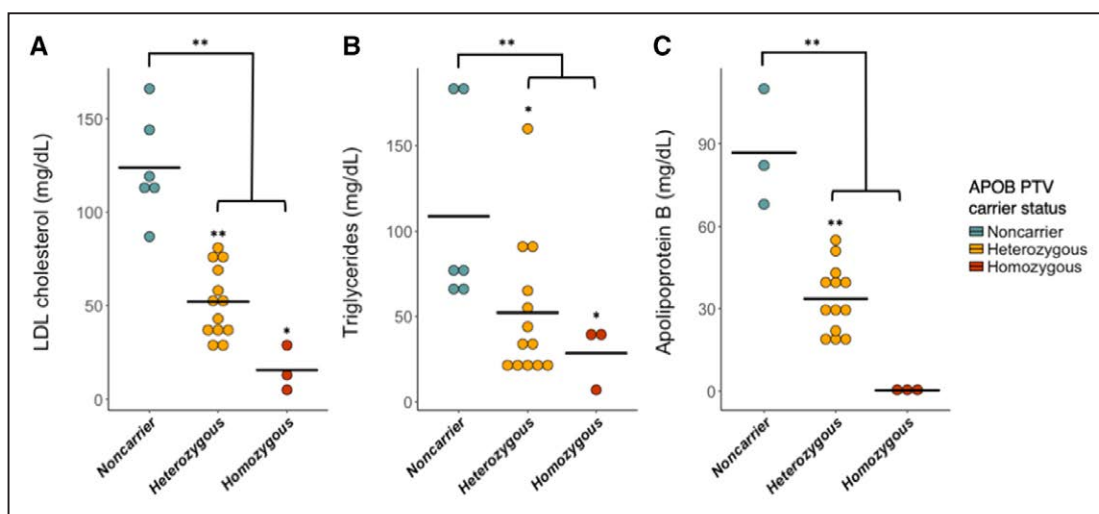 A
**
LDL cholesterol (mg/dL)
150
100
50
0
**
*
Noncarrier
Heterozygous
Homozygous
B
**
Triglycerides (mg/dL)
150
100
50
0
*
*
Noncarrier
Heterozygous
Homozygous
C
**
Apolipoprotein B (mg/dL)
90
60
30
0
**
Noncarrier
Heterozygous
Homozygous
APOB PTV
carrier status
Noncarrier
Heterozygous
Homozygous